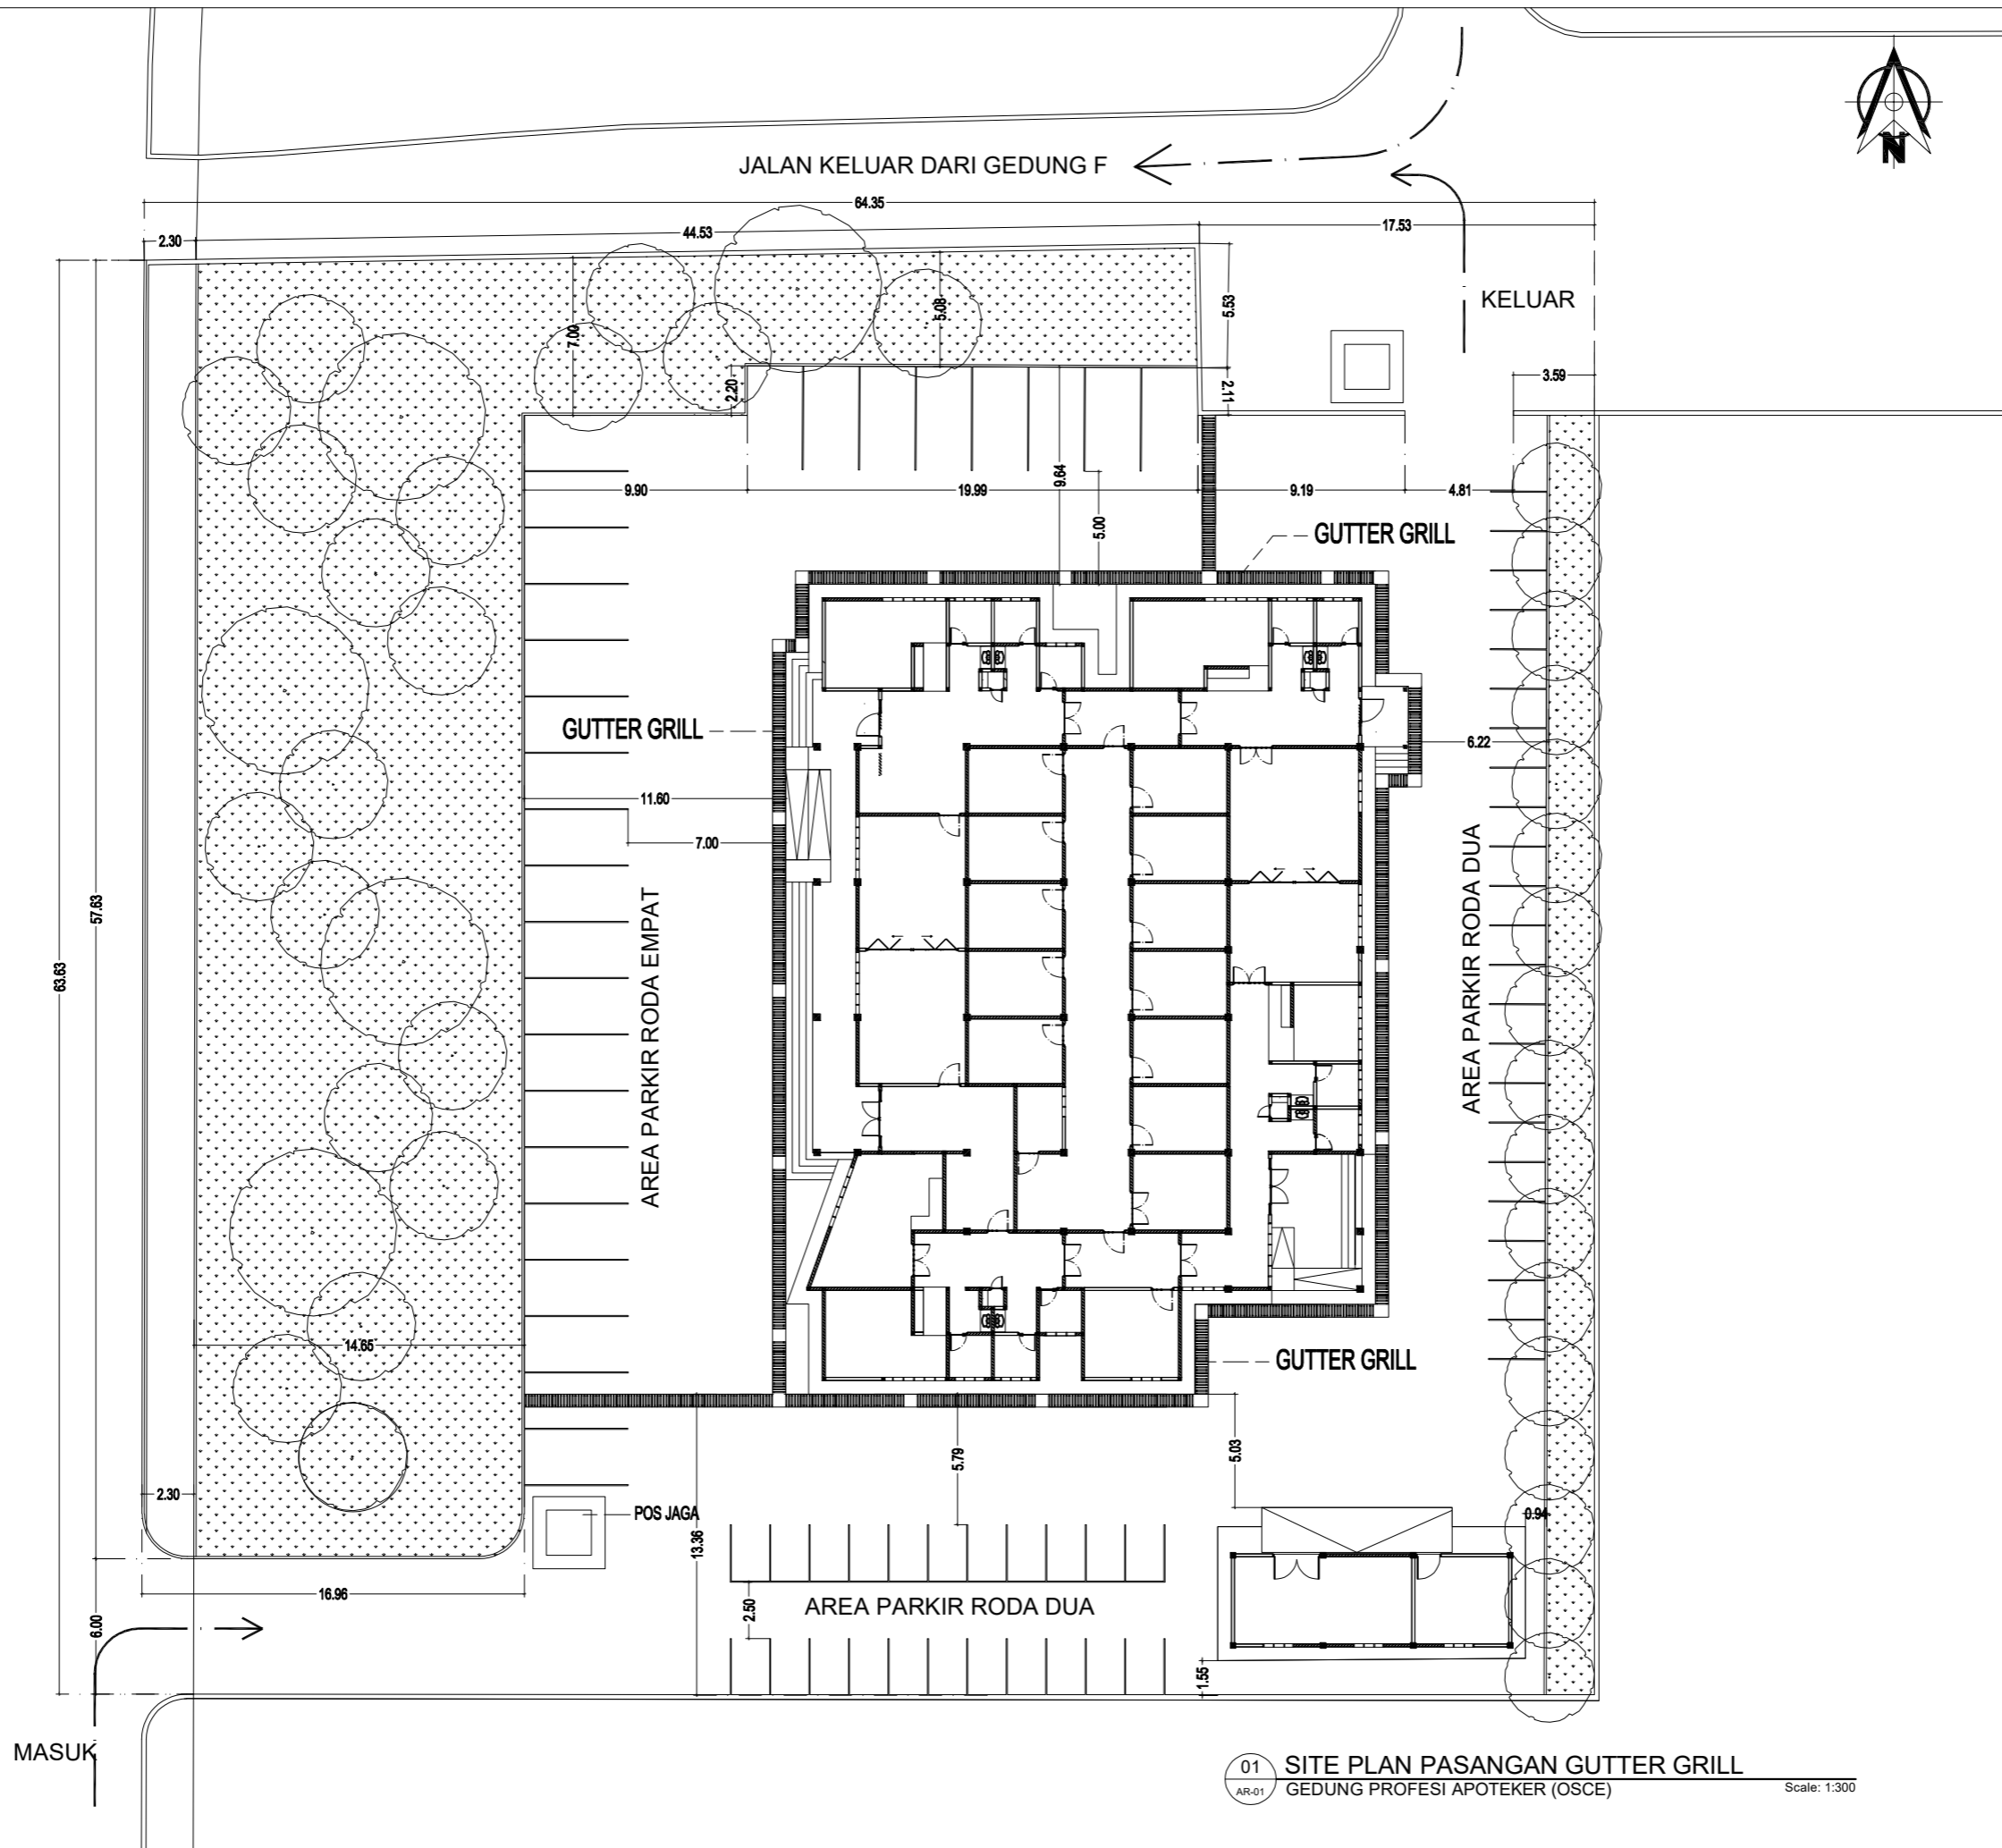 N
JALAN KELUAR DARI GEDUNG F
64.35
2.30
44.53
17.53
KELUAR
5.53
5.08
7.00
2.20
2.11
3.59
9.90
19.99
9.64
9.19
4.81
5.00
GUTTER GRILL
GUTTER GRILL
6.22
11.60
7.00
57.63
63.63
AREA PARKIR RODA EMPAT
AREA PARKIR RODA DUA
14.65
GUTTER GRILL
2.30
POS JAGA
5.79
5.03
13.36
0.94
16.96
2.50
AREA PARKIR RODA DUA
6.00
1.55
MASUK
01
AR-01
SITE PLAN PASANGAN GUTTER GRILL
GEDUNG PROFESI APOTEKER (OSCE)
Scale: 1:300